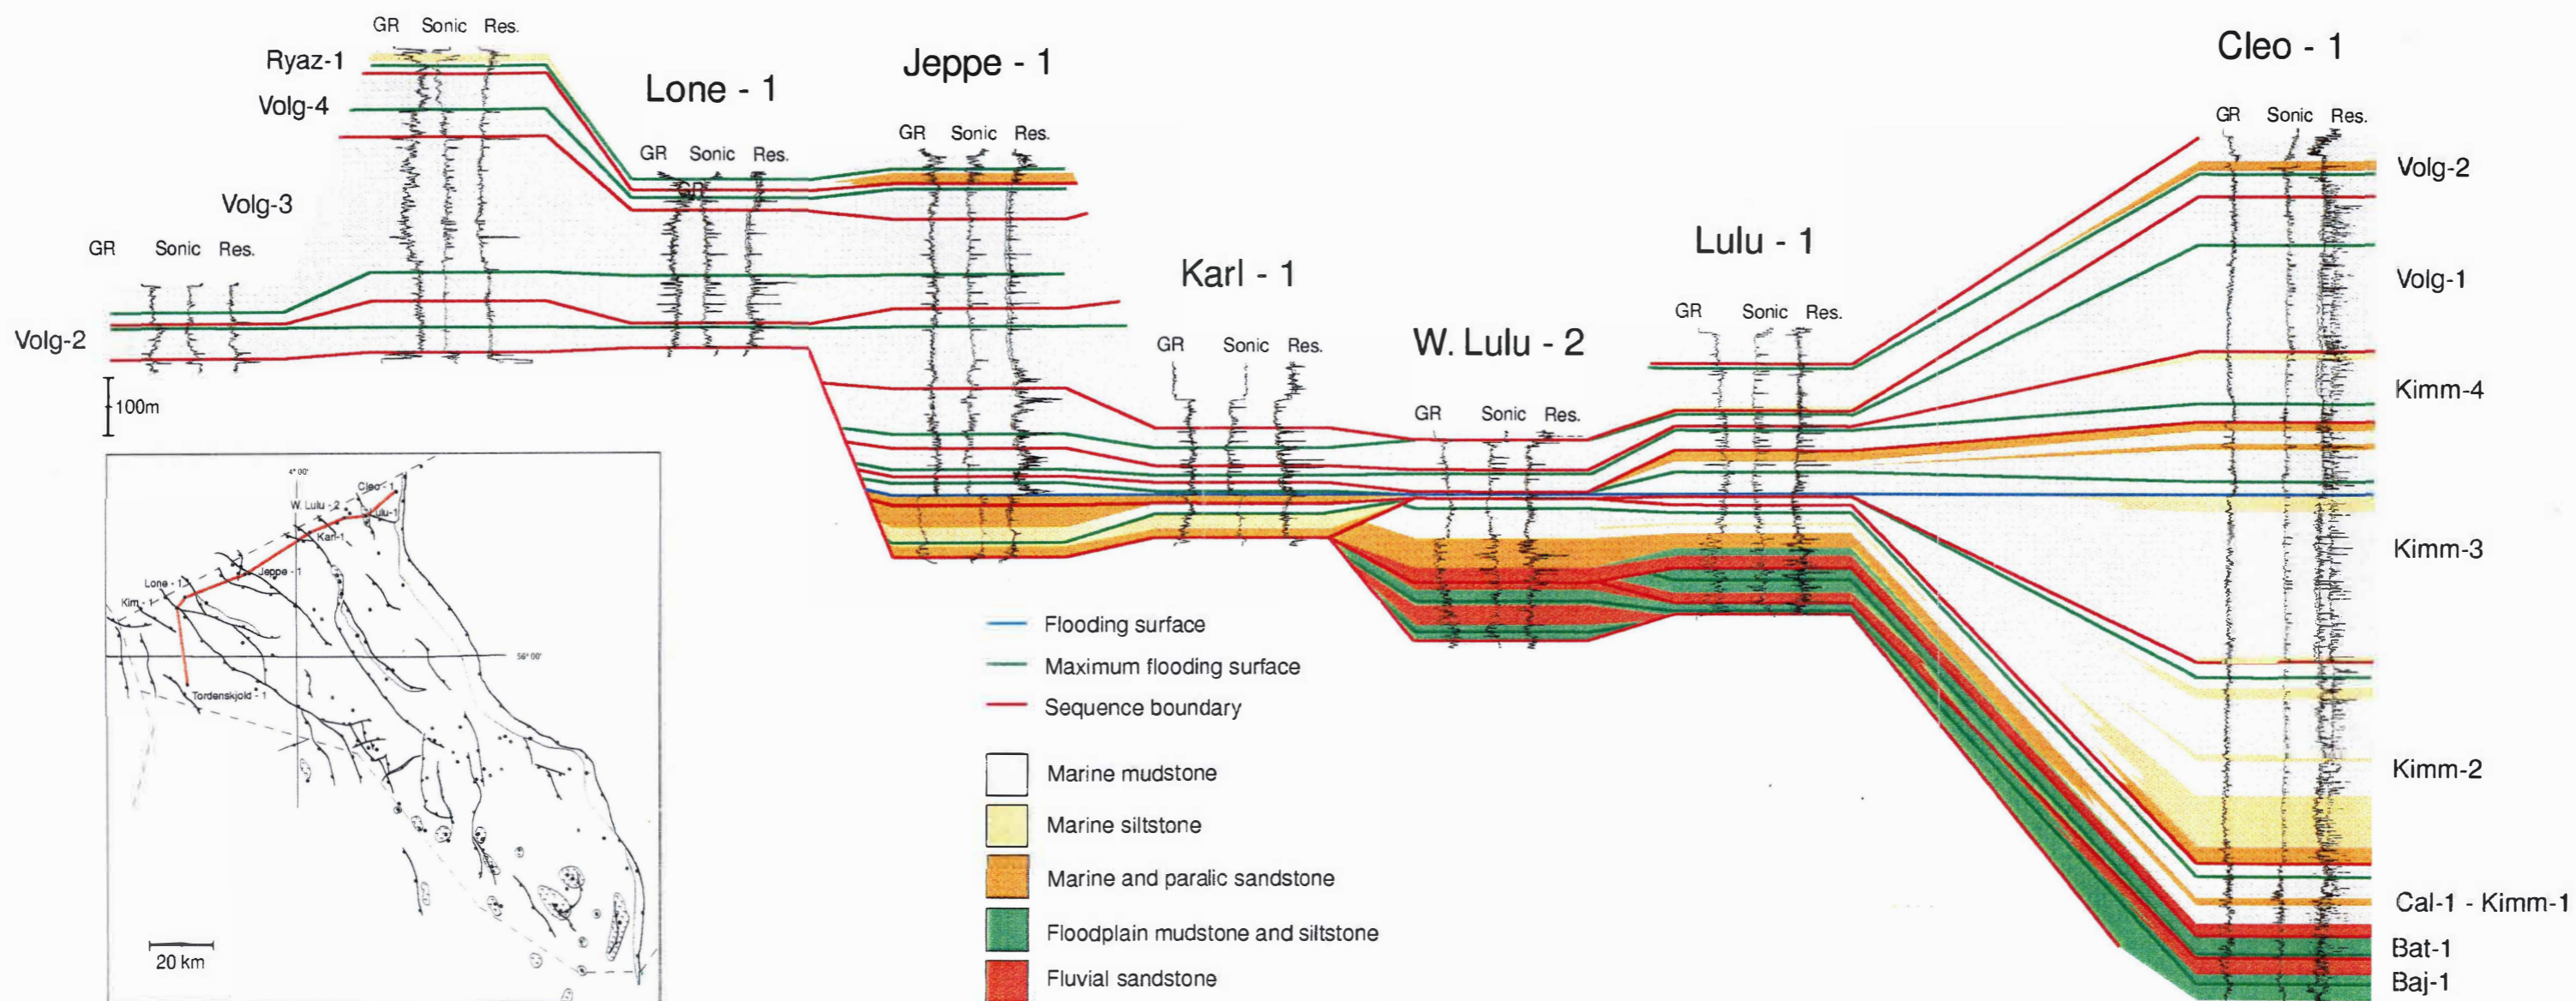 GR Sonic Res.
Ryaz-1
Volg-4
Volg-3
GR Sonic Res.
Volg-2
100m
Lone - 1
GR Sonic Res.
GR
Jeppe - 1
GR Sonic Res.
Karl - 1
GR Sonic Res.
W. Lulu - 2
GR Sonic Res.
Lulu - 1
GR Sonic Res.
Cleo - 1
GR Sonic Res.
Volg-2
Volg-1
Kimm-4
Kimm-3
Kimm-2
Cal-1 - Kimm-1
Bat-1
Baj-1
4° 00'
Cleo - 1
W. Lulu - 2
Lulu-1
Karl-1
Jeppe - 1
Lone - 1
Kim - 1
56° 00'
Tordenskjold - 1
20 km
Flooding surface
Maximum flooding surface
Sequence boundary
Marine mudstone
Marine siltstone
Marine and paralic sandstone
Floodplain mudstone and siltstone
Fluvial sandstone